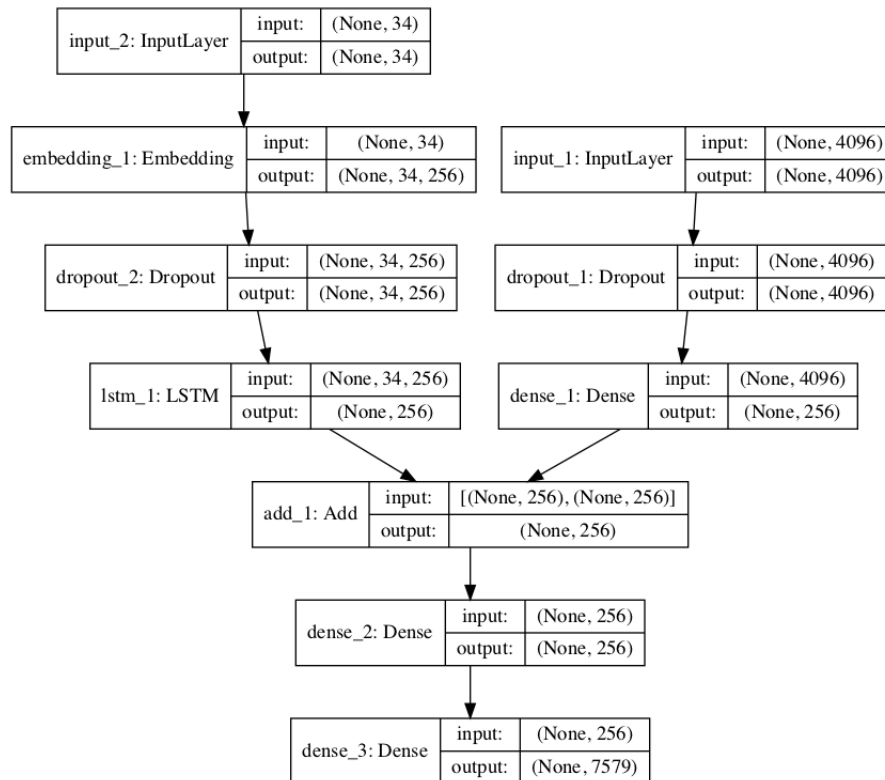 input_2: InputLayer
input: (None, 34)
output: (None, 34)
embedding_1: Embedding
input: (None, 34)
output: (None, 34, 256)
input_1: InputLayer
input: (None, 4096)
output: (None, 4096)
dropout_2: Dropout
input: (None, 34, 256)
output: (None, 34, 256)
dropout_1: Dropout
input: (None, 4096)
output: (None, 4096)
lstm_1: LSTM
input: (None, 34, 256)
output: (None, 256)
dense_1: Dense
input: (None, 4096)
output: (None, 256)
add_1: Add
input: [(None, 256), (None, 256)]
output: (None, 256)
dense_2: Dense
input: (None, 256)
output: (None, 256)
dense_3: Dense
input: (None, 256)
output: (None, 7579)